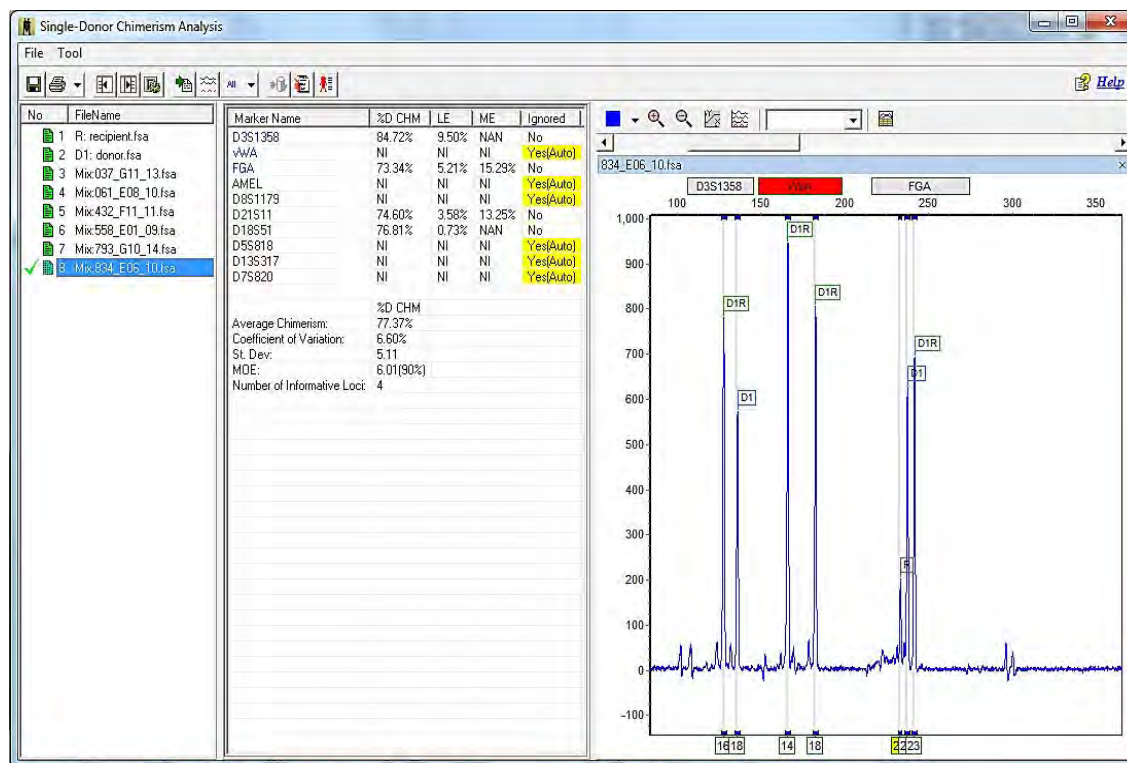 Single-Donor Chimerism Analysis
File Tool
All
Help
No FileName
1 R: recipient.fsa
2 D1: donor.fsa
3 Mix:037_G11_13.fsa
4 Mix:061_E08_10.fsa
5 Mix:432_F11_11.fsa
6 Mix:558_E01_09.fsa
7 Mix:793_G10_14.fsa
8 Mix:834_E06_10.fsa
Marker Name %D CHM LE ME Ignored
D3S1358 84.72% 9.50% NAN No
vWA NI NI NI Yes(Auto)
FGA 73.34% 5.21% 15.29% No
AMEL NI NI NI Yes(Auto)
D8S1179 NI NI NI Yes(Auto)
D21S11 74.60% 3.58% 13.25% No
D18S51 76.81% 0.73% NAN No
D5S818 NI NI NI Yes(Auto)
D13S317 NI NI NI Yes(Auto)
D7S820 NI NI NI Yes(Auto)
%D CHM
Average Chimerism: 77.37%
Coefficient of Variation: 6.60%
St. Dev: 5.11
MOE: 6.01(90%)
Number of Informative Loci: 4
834_E06_10.fsa
D3S1358 vWA FGA
100 150 200 250 300 350
1,000
900
800
700
600
500
400
300
200
100
0
-100
D1R
D1R
D1R
D1R
D1
D1
R
16 18 14 18 2 2 23